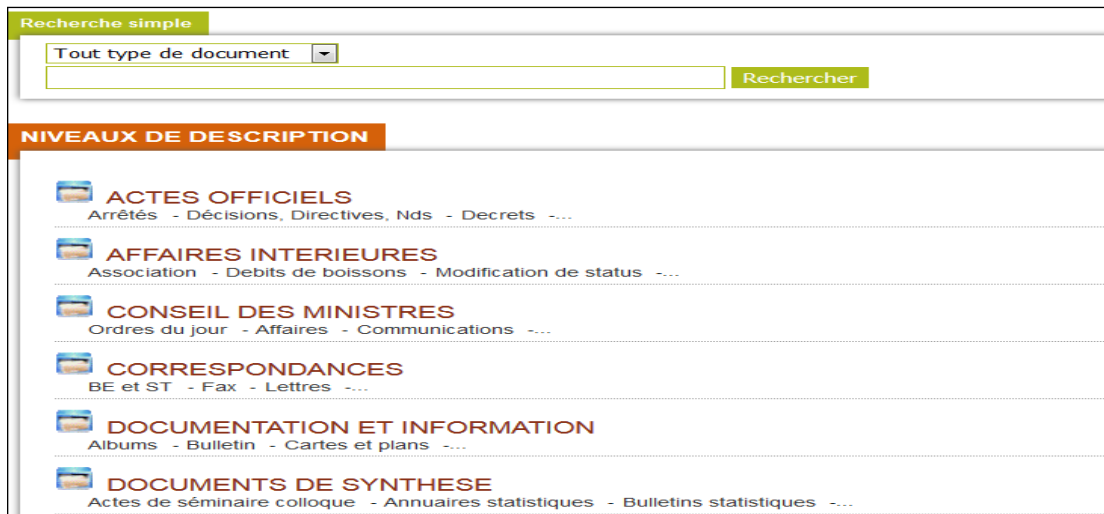 Recherche simple
Tout type de document
Rechercher
NIVEAUX DE DESCRIPTION
ACTES OFFICIELS
Arrêtés - Décisions, Directives, Nds - Decrets -...
AFFAIRES INTERIEURES
Association - Debits de boissons - Modification de status -...
CONSEIL DES MINISTRES
Ordres du jour - Affaires - Communications -...
CORRESPONDANCES
BE et ST - Fax - Lettres -...
DOCUMENTATION ET INFORMATION
Albums - Bulletin - Cartes et plans -...
DOCUMENTS DE SYNTHESE
Actes de séminaire colloque - Annuaires statistiques - Bulletins statistiques -...